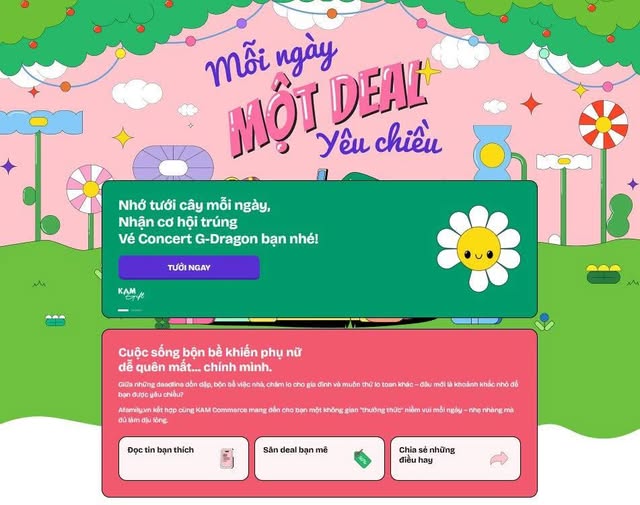 Mỗi ngày
MỘT DEAL
Yêu chiều
Nhớ tưới cây mỗi ngày,
Nhận cơ hội trúng
Vé Concert G-Dragon bạn nhé!
TƯỚI NGAY
KAM
Gift
Cuộc sống bộn bề khiến phụ nữ
dễ quên mất... chính mình.
Giữa những deadline dồn dập, bộn bề việc nhà, chăm lo cho gia đình và muôn thứ lo toan khác – đâu mới là khoảnh khắc nhỏ để
bạn được yêu chiều?
Afamily.vn kết hợp cùng KAM Commerce mang đến cho bạn một không gian "thưởng thức" niềm vui mỗi ngày – nhẹ nhàng mà
đủ làm dịu lòng.
Đọc tin bạn thích
Săn deal bạn mê
Chia sẻ những
điều hay